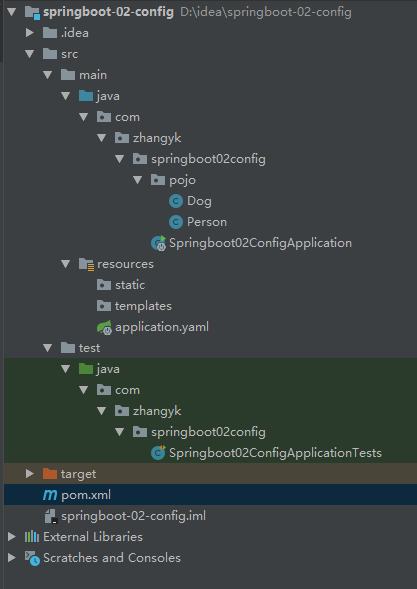 springboot-02-config D:\idea\springboot-02-config
.idea
src
main
java
com
zhangyk
springboot02config
pojo
Dog
Person
Springboot02ConfigApplication
resources
static
templates
application.yaml
test
java
com
zhangyk
springboot02config
Springboot02ConfigApplicationTests
target
pom.xml
springboot-02-config.iml
External Libraries
Scratches and Consoles